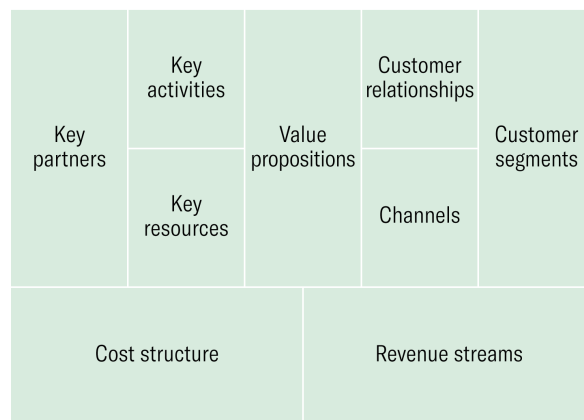 Key
partners
Key
activities
Key
resources
Value
propositions
Customer
relationships
Channels
Customer
segments
Cost structure
Revenue streams